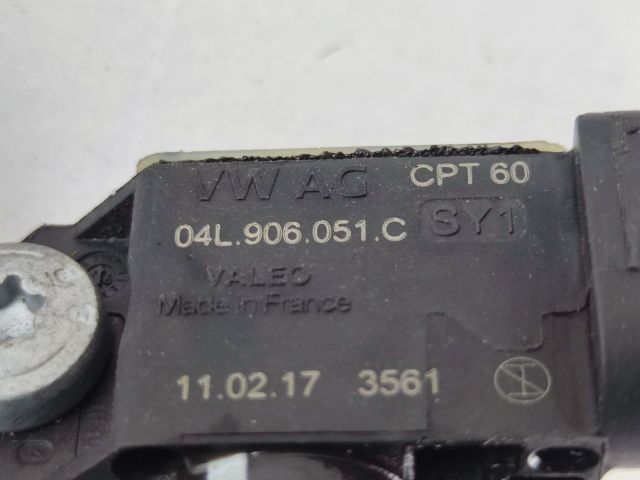 VW AG CPT 60
04L.906.051.C SY1
VALEO
Made in France
11.02.17 3561